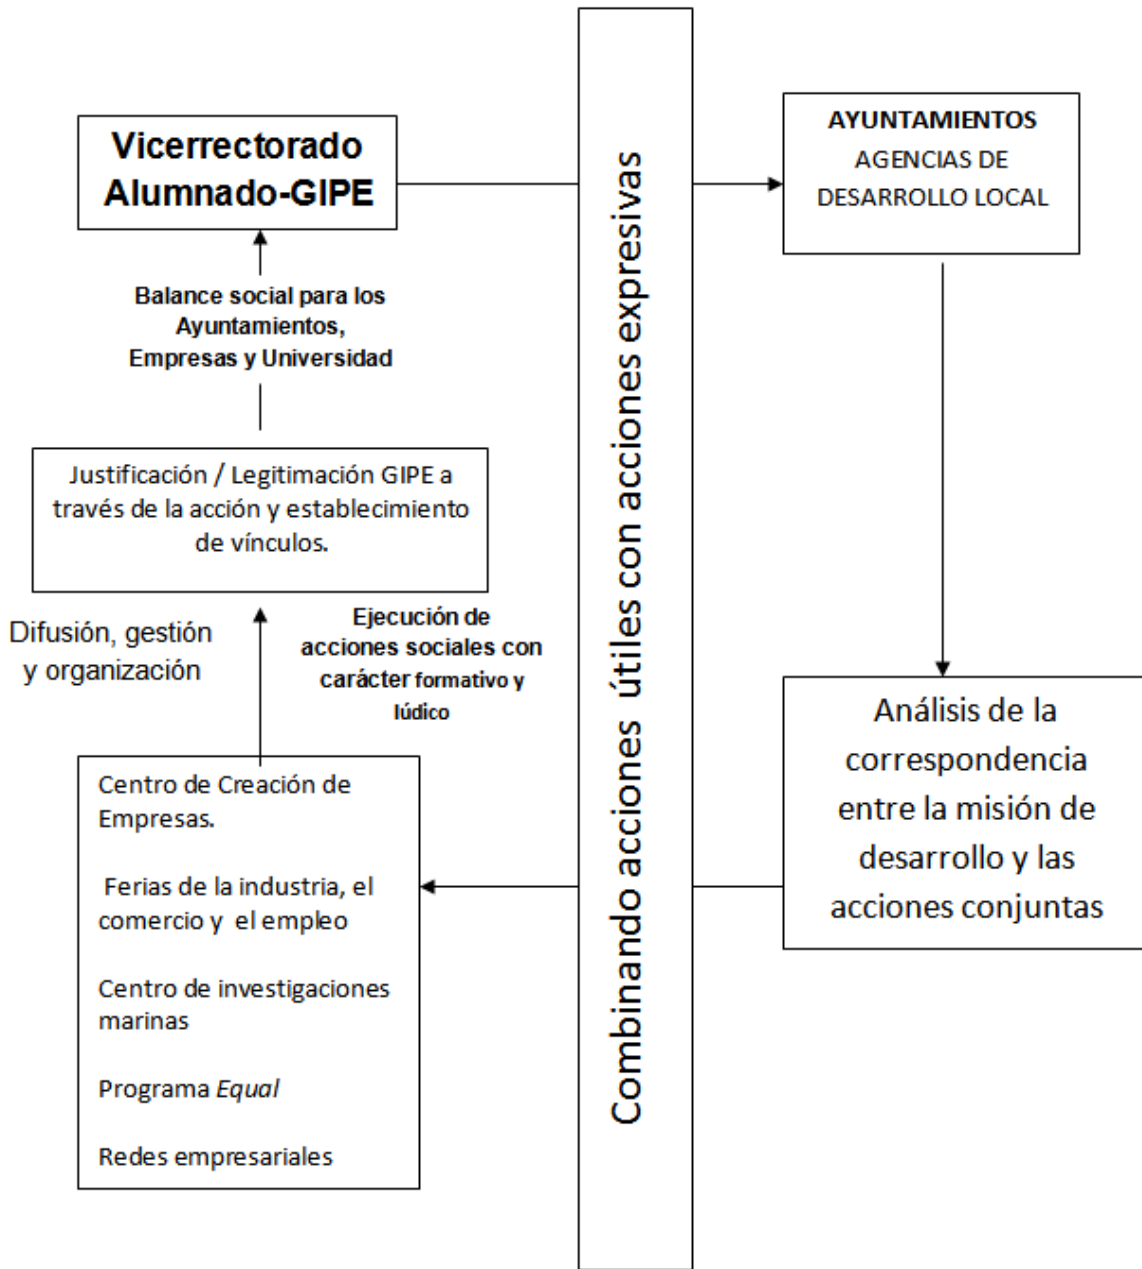 Vicerrectorado
Alumnado-GIPE
Balance social para los
Ayuntamientos,
Empresas y Universidad
Justificación / Legitimación GIPE a
través de la acción y establecimiento
de vínculos.
Difusión, gestión
y organización
Ejecución de
acciones sociales con
carácter formativo y
lúdico
Centro de Creación de
Empresas.
Ferias de la industria, el
comercio y el empleo
Centro de investigaciones
marinas
Programa Equal
Redes empresariales
Combinando acciones útiles con acciones expresivas
AYUNTAMIENTOS
AGENCIAS DE
DESARROLLO LOCAL
Análisis de la
correspondencia
entre la misión de
desarrollo y las
acciones conjuntas